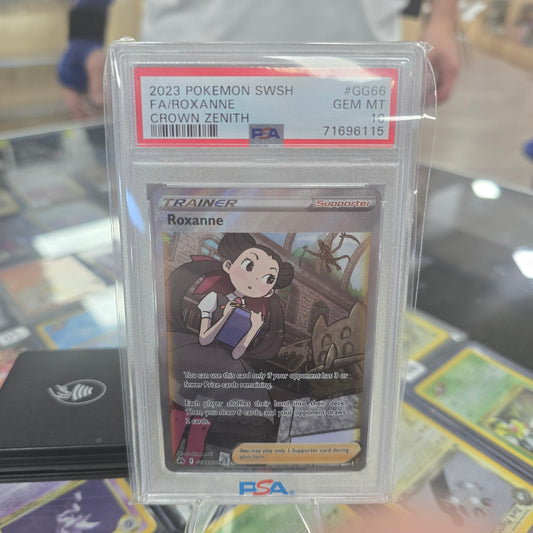 2023 POKEMON SWSH #GG66
FA/ROXANNE GEM MT
CROWN ZENITH 10
PSA 71696115
TRAINER Supporter
Roxanne
You can use this card only if your opponent has 3 or
fewer Prize cards remaining.
Each player shuffles their hand into their deck.
Then, you draw 6 cards, and your opponent draws
2 cards.
You may play only 1 Supporter card during
your turn.
PSA